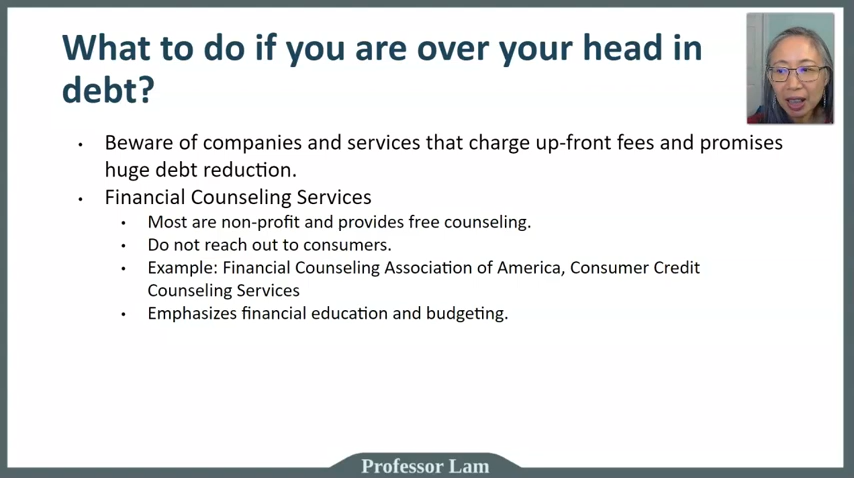 What to do if you are over your head in
debt?
• Beware of companies and services that charge up-front fees and promises
huge debt reduction.
• Financial Counseling Services
• Most are non-profit and provides free counseling.
• Do not reach out to consumers.
• Example: Financial Counseling Association of America, Consumer Credit
Counseling Services
• Emphasizes financial education and budgeting.
Professor Lam